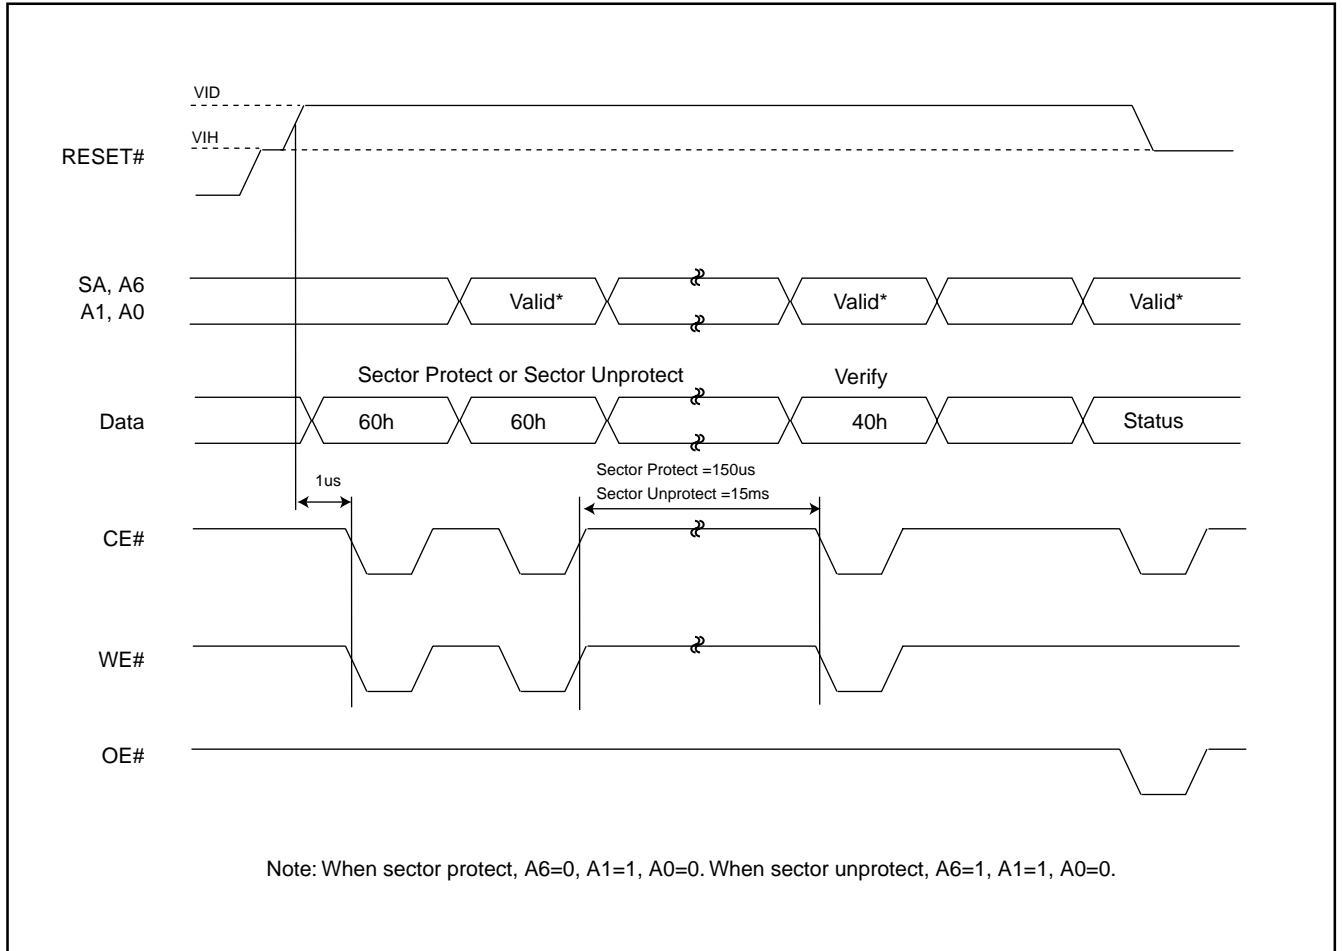 VID
VIH
RESET#
SA, A6
A1, A0
Valid*
Valid*
Valid*
Sector Protect or Sector Unprotect
Verify
Data
60h
60h
40h
Status
1us
Sector Protect =150us
Sector Unprotect =15ms
CE#
WE#
OE#
Note: When sector protect, A6=0, A1=1, A0=0. When sector unprotect, A6=1, A1=1, A0=0.